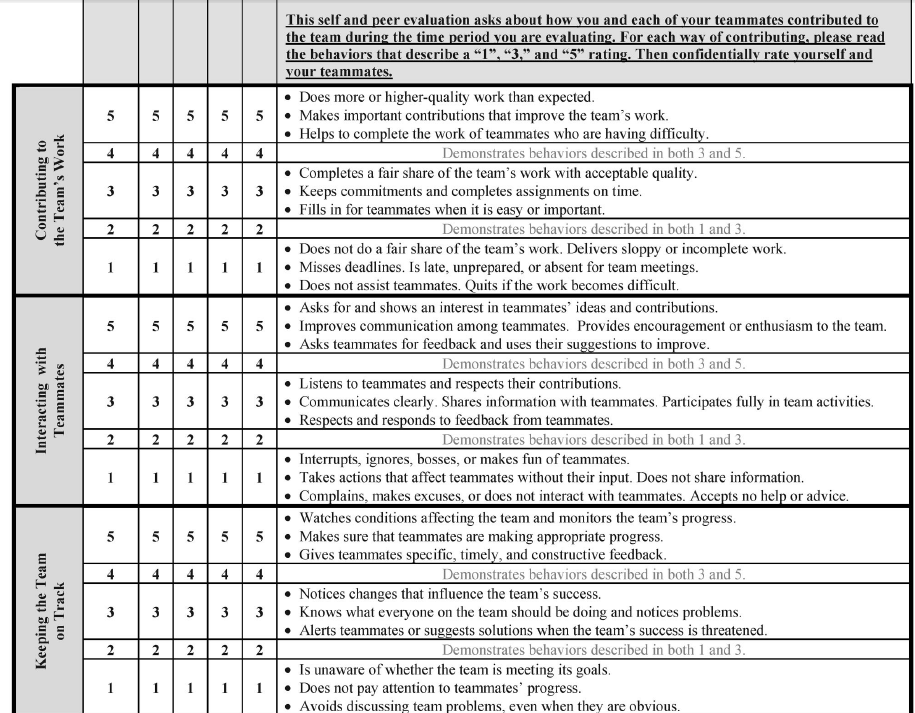 This self and peer evaluation asks about how you and each of your teammates contributed to
the team during the time period you are evaluating. For each way of contributing, please read
the behaviors that describe a “1”, “3,” and “5” rating. Then confidentially rate yourself and
your teammates.
Contributing to
the Team’s Work
5 5 5 5 5
• Does more or higher-quality work than expected.
• Makes important contributions that improve the team’s work.
• Helps to complete the work of teammates who are having difficulty.
4 4 4 4 4 Demonstrates behaviors described in both 3 and 5.
3 3 3 3 3
• Completes a fair share of the team’s work with acceptable quality.
• Keeps commitments and completes assignments on time.
• Fills in for teammates when it is easy or important.
2 2 2 2 2 Demonstrates behaviors described in both 1 and 3.
1 1 1 1 1
• Does not do a fair share of the team’s work. Delivers sloppy or incomplete work.
• Misses deadlines. Is late, unprepared, or absent for team meetings.
• Does not assist teammates. Quits if the work becomes difficult.
Interacting with
Teammates
5 5 5 5 5
• Asks for and shows an interest in teammates’ ideas and contributions.
• Improves communication among teammates. Provides encouragement or enthusiasm to the team.
• Asks teammates for feedback and uses their suggestions to improve.
4 4 4 4 4 Demonstrates behaviors described in both 3 and 5.
3 3 3 3 3
• Listens to teammates and respects their contributions.
• Communicates clearly. Shares information with teammates. Participates fully in team activities.
• Respects and responds to feedback from teammates.
2 2 2 2 2 Demonstrates behaviors described in both 1 and 3.
1 1 1 1 1
• Interrupts, ignores, bosses, or makes fun of teammates.
• Takes actions that affect teammates without their input. Does not share information.
• Complains, makes excuses, or does not interact with teammates. Accepts no help or advice.
Keeping the Team
on Track
5 5 5 5 5
• Watches conditions affecting the team and monitors the team’s progress.
• Makes sure that teammates are making appropriate progress.
• Gives teammates specific, timely, and constructive feedback.
4 4 4 4 4 Demonstrates behaviors described in both 3 and 5.
3 3 3 3 3
• Notices changes that influence the team’s success.
• Knows what everyone on the team should be doing and notices problems.
• Alerts teammates or suggests solutions when the team’s success is threatened.
2 2 2 2 2 Demonstrates behaviors described in both 1 and 3.
1 1 1 1 1
• Is unaware of whether the team is meeting its goals.
• Does not pay attention to teammates’ progress.
• Avoids discussing team problems, even when they are obvious.